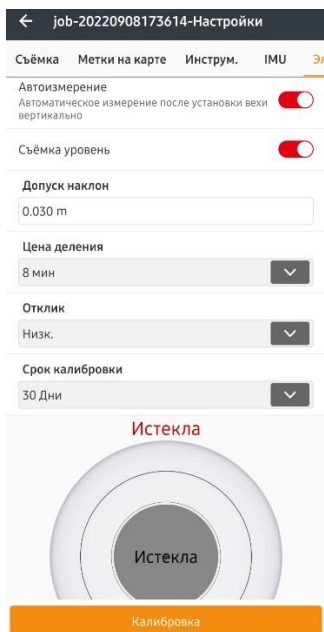 ← job-20220908173614-Настройки
Съёмка Метки на карте Инструм. IMU Эл
Автоизмерение
Автоматическое измерение после установки вехи
вертикально
Съёмка уровень
Допуск наклон
0.030 m
Цена деления
8 мин
Отклик
Низк.
Срок калибровки
30 Дни
Истекла
Истекла
Калибровка